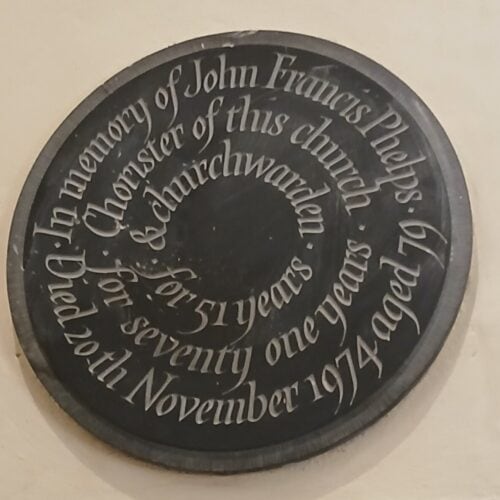 · In memory of John Francis Phelps ·
Chorister of this church
& churchwarden ·
for 51 years ·
· for seventy one years ·
Died 20th November 1974 aged 79